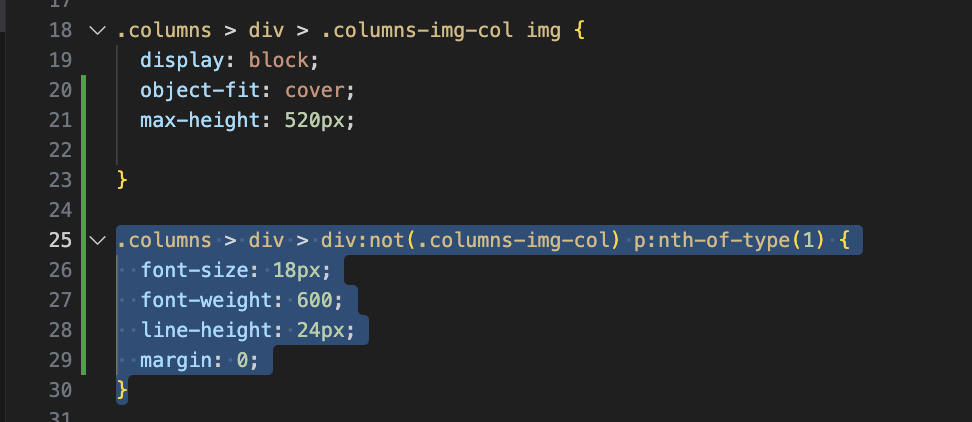 17
18 .columns > div > .columns-img-col img {
19 display: block;
20 object-fit: cover;
21 max-height: 520px;
22
23 }
24
25 .columns > div > div:not(.columns-img-col) p:nth-of-type(1) {
26 font-size: 18px;
27 font-weight: 600;
28 line-height: 24px;
29 margin: 0;
30 }
31